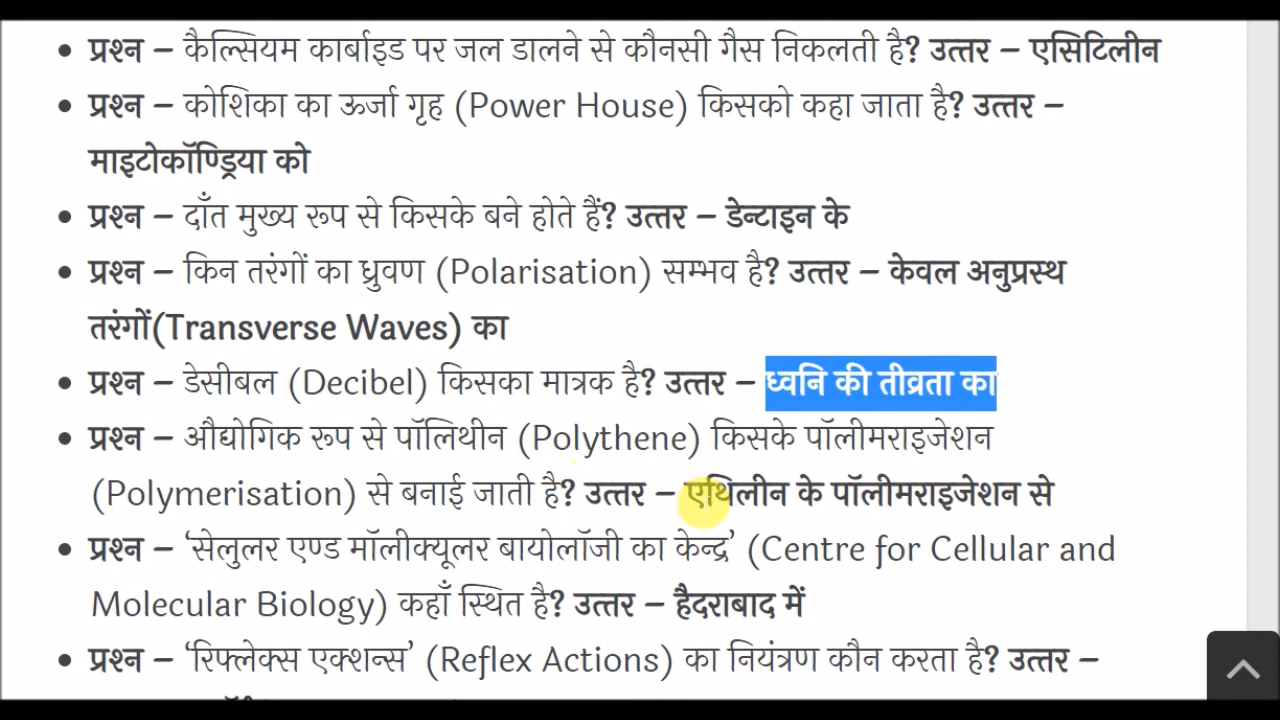 • प्रश्न – कैल्सियम कार्बाइड पर जल डालने से कौनसी गैस निकलती है? उत्तर – एसिटिलीन
• प्रश्न – कोशिका का ऊर्जा गृह (Power House) किसको कहा जाता है? उत्तर –
माइटोकॉण्ड्रिया को
• प्रश्न – दाँत मुख्य रूप से किसके बने होते हैं? उत्तर – डेन्टाइन के
• प्रश्न – किन तरंगों का ध्रुवण (Polarisation) सम्भव है? उत्तर – केवल अनुप्रस्थ
तरंगों(Transverse Waves) का
• प्रश्न – डेसीबल (Decibel) किसका मात्रक है? उत्तर – ध्वनि की तीव्रता का
• प्रश्न – औद्योगिक रूप से पॉलिथीन (Polythene) किसके पॉलीमराइजेशन
(Polymerisation) से बनाई जाती है? उत्तर – एथिलीन के पॉलीमराइजेशन से
• प्रश्न – ‘सेलुलर एण्ड मॉलीक्यूलर बायोलॉजी का केन्द्र’ (Centre for Cellular and
Molecular Biology) कहाँ स्थित है? उत्तर – हैदराबाद में
• प्रश्न – ‘रिफ्लेक्स एक्शन्स’ (Reflex Actions) का नियंत्रण कौन करता है? उत्तर –